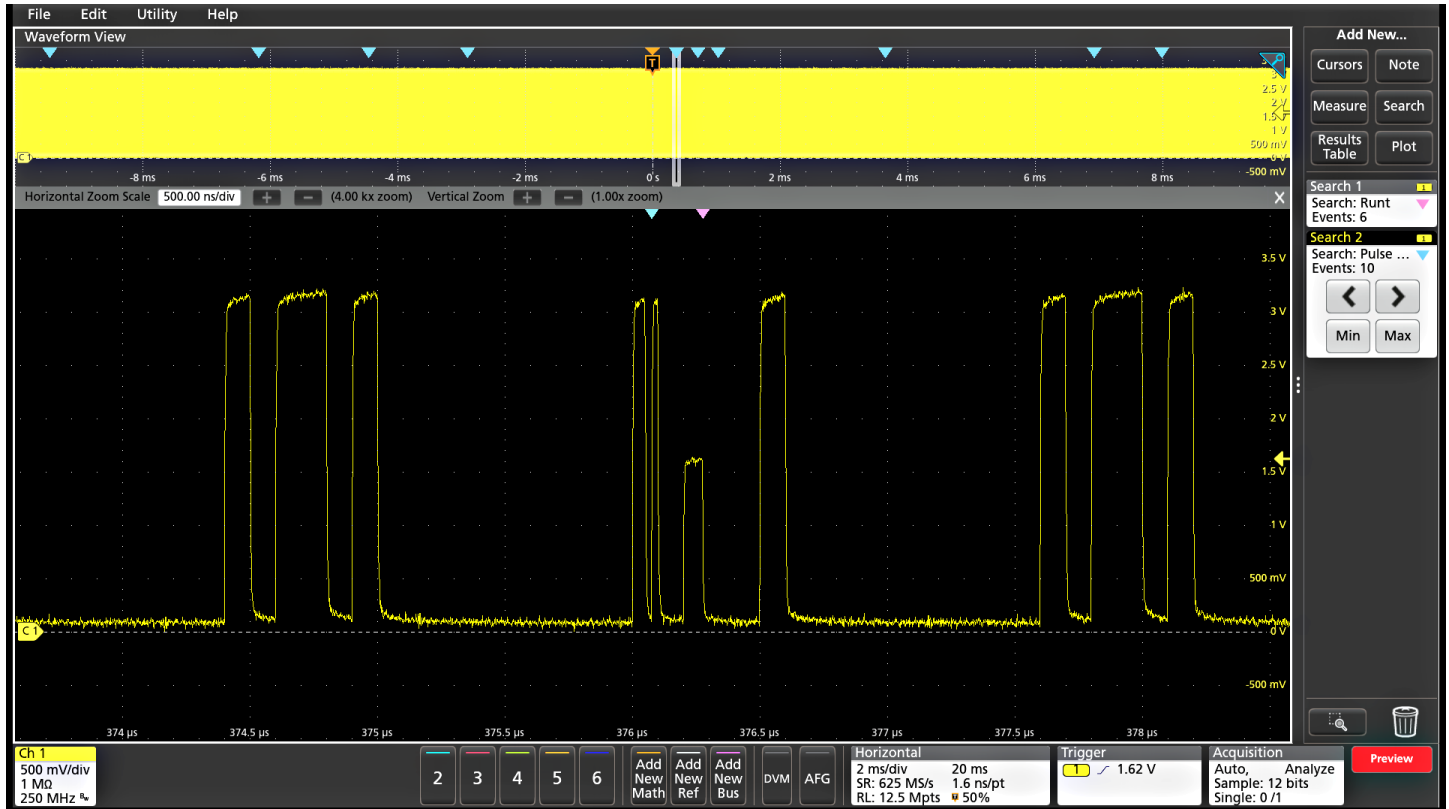 File Edit Utility Help
Waveform View
Add New...
Cursors Note
Measure Search
Results Table Plot
T
2.5 V
2 V
1.5 V
1 V
500 mV
0 V
-500 mV
C1
-8 ms -6 ms -4 ms -2 ms 0 s 2 ms 4 ms 6 ms 8 ms
Horizontal Zoom Scale 500.00 ns/div + - (4.00 kx zoom) Vertical Zoom + - (1.00x zoom) X
Search 1 1
Search: Runt
Events: 6
Search 2 1
Search: Pulse ...
Events: 10
< >
Min Max
3.5 V
3 V
2.5 V
2 V
1.5 V
1 V
500 mV
C1
0 V
-500 mV
374 µs 374.5 µs 375 µs 375.5 µs 376 µs 376.5 µs 377 µs 377.5 µs 378 µs
Ch 1
500 mV/div
1 MΩ
250 MHz Bw
2 3 4 5 6
Add New Math
Add New Ref
Add New Bus
DVM AFG
Horizontal
2 ms/div 20 ms
SR: 625 MS/s 1.6 ns/pt
RL: 12.5 Mpts 50%
Trigger
1 1.62 V
Acquisition
Auto, Analyze
Sample: 12 bits
Single: 0/1
Preview